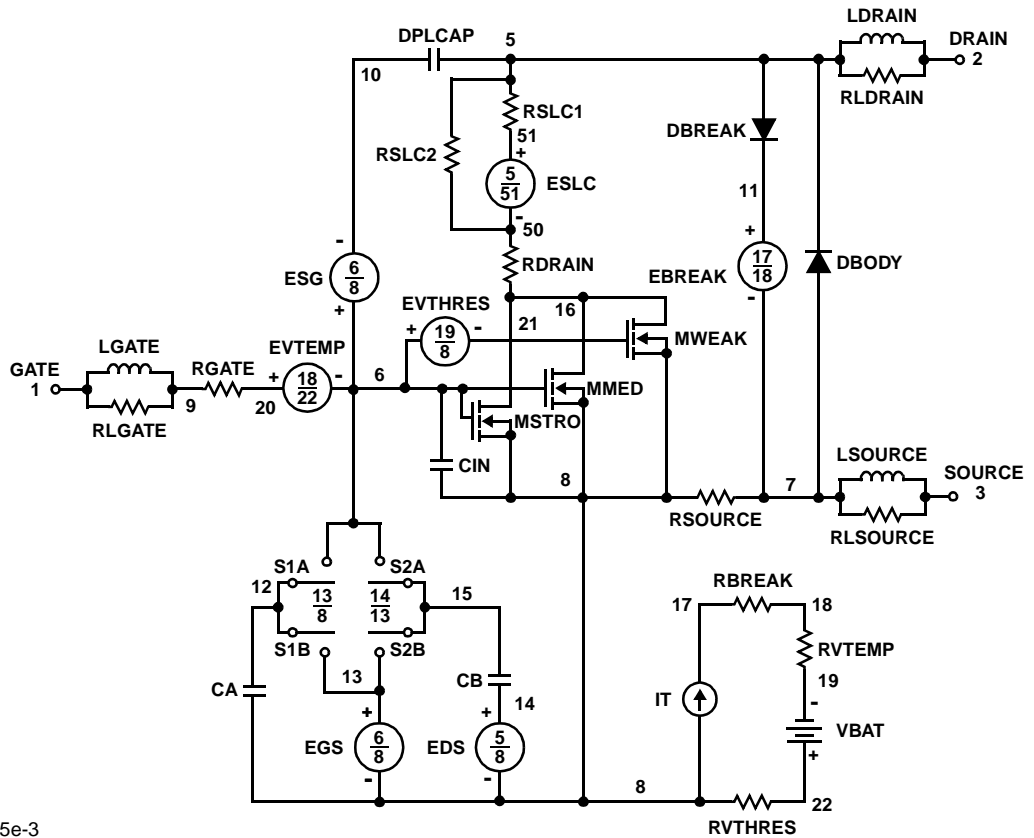 LDRAIN
DPLCAP
5
DRAIN
2
10
RLDRAIN
RSLC1
51
DBREAK
+
RSLC2
5
51
ESLC
11
-
50
-
+
17
18
RDRAIN
EBREAK
DBODY
6
8
ESG
EVTHRES
16
-
+
21
+
19
8
-
MWEAK
LGATE
EVTEMP
GATE
1
RGATE
+
18
22
-
6
MMED
9
20
RLGATE
MSTRO
LSOURCE
CIN
8
7
SOURCE
3
RSOURCE
RLSOURCE
S1A
S2A
12
13
8
14
13
15
RBREAK
17
18
S1B
S2B
RVTEMP
13
CB
CA
19
14
IT
-
+
+
VBAT
EGS
6
8
EDS
5
8
+
-
-
8
22
5e-3
RVTHRES